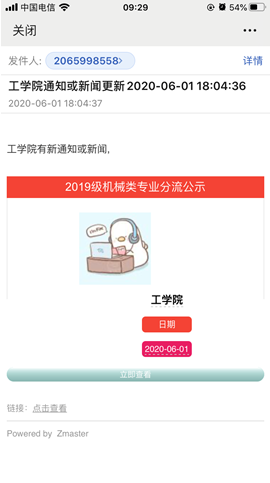 中国电信 09:29 54%
关闭
发件人: 2065998558 详情
工学院通知或新闻更新2020-06-01 18:04:36
2020-06-01 18:04:37
工学院有新通知或新闻,
2019级机械类专业分流公示
工学院
日期
2020-06-01
立即查看
链接: 点击查看
Powered by Zmaster